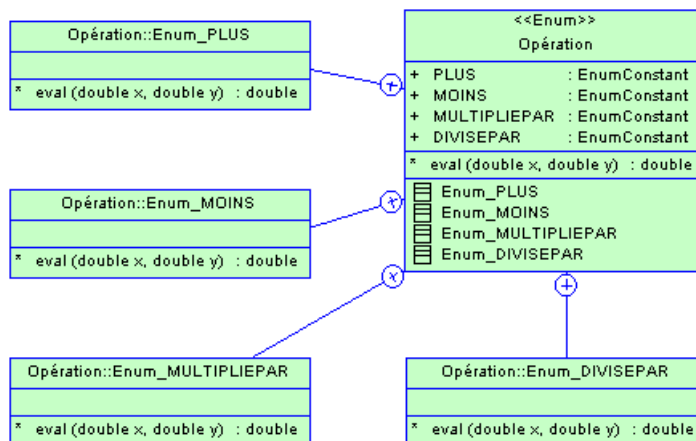 Opération::Enum_PLUS
* eval (double x, double y) : double
<<Enum>>
Opération
+ PLUS : EnumConstant
+ MOINS : EnumConstant
+ MULTIPLIEPAR : EnumConstant
+ DIVISEPAR : EnumConstant
* eval (double x, double y) : double
Enum_PLUS
Enum_MOINS
Enum_MULTIPLIEPAR
Enum_DIVISEPAR
Opération::Enum_MOINS
* eval (double x, double y) : double
Opération::Enum_MULTIPLIEPAR
* eval (double x, double y) : double
Opération::Enum_DIVISEPAR
* eval (double x, double y) : double